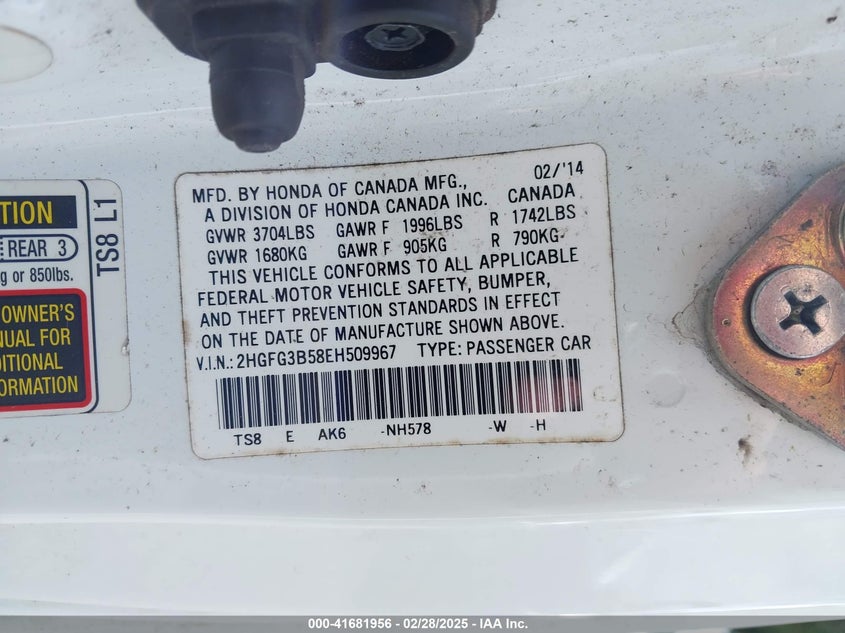 TION
REAR 3
g or 850lbs.
OWNER'S
NUAL FOR
DITIONAL
FORMATION
TS8 L1
MFD. BY HONDA OF CANADA MFG., 02/'14
A DIVISION OF HONDA CANADA INC. CANADA
GVWR 3704LBS GAWR F 1996LBS R 1742LBS
GVWR 1680KG GAWR F 905KG R 790KG
THIS VEHICLE CONFORMS TO ALL APPLICABLE
FEDERAL MOTOR VEHICLE SAFETY, BUMPER,
AND THEFT PREVENTION STANDARDS IN EFFECT
ON THE DATE OF MANUFACTURE SHOWN ABOVE.
V.I.N.: 2HGFG3B58EH509967 TYPE: PASSENGER CAR
TS8 E AK6 -NH578 -W -H
000-41681956 - 02/28/2025 - IAA Inc.